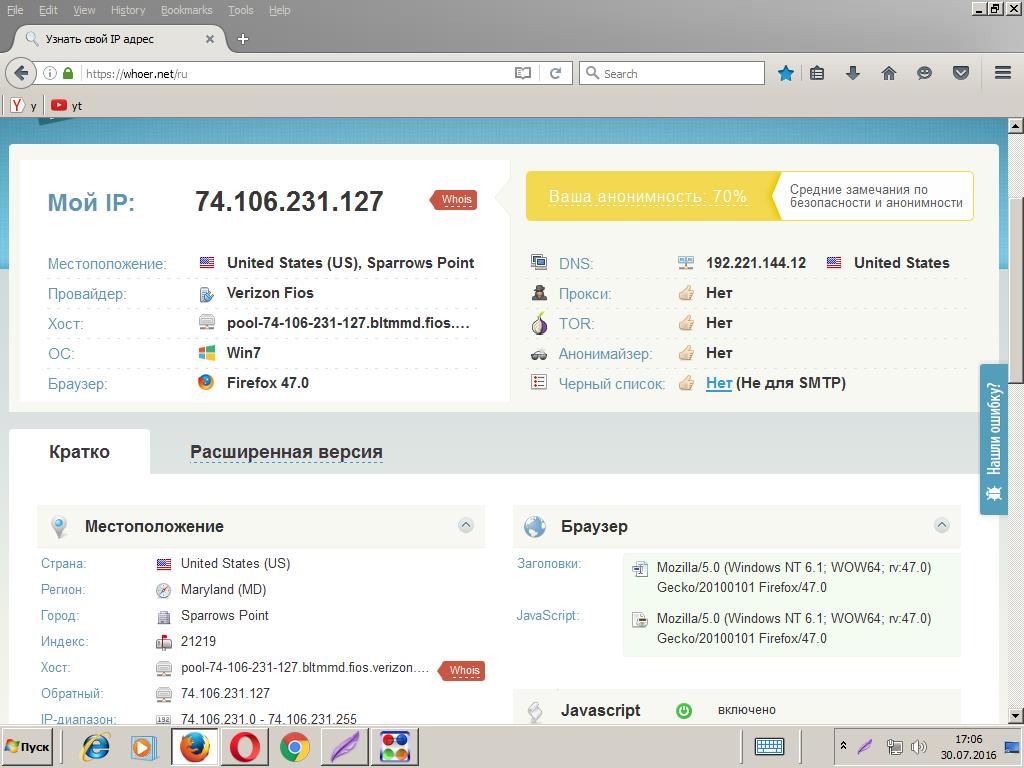 File Edit View History Bookmarks Tools Help
Узнать свой IP адрес
https://whoer.net/ru
Search
y yt
Мой IP: 74.106.231.127 Whois
Местоположение: United States (US), Sparrows Point
Провайдер: Verizon Fios
Хост: pool-74-106-231-127.bltmmd.fios....
ОС: Win7
Браузер: Firefox 47.0
Ваша анонимность: 70%
Средние замечания по
безопасности и анонимности
DNS: 192.221.144.12 United States
Прокси: Нет
TOR: Нет
Анонимайзер: Нет
Черный список: Нет (Не для SMTP)
Нашли ошибку?
Кратко
Расширенная версия
Местоположение
Страна: United States (US)
Регион: Maryland (MD)
Город: Sparrows Point
Индекс: 21219
Хост: pool-74-106-231-127.bltmmd.fios.verizon.... Whois
Обратный: 74.106.231.127
IP-диапазон: 74.106.231.0 - 74.106.231.255
Браузер
Заголовки: Mozilla/5.0 (Windows NT 6.1; WOW64; rv:47.0)
Gecko/20100101 Firefox/47.0
JavaScript: Mozilla/5.0 (Windows NT 6.1; WOW64; rv:47.0)
Gecko/20100101 Firefox/47.0
Javascript включено
Пуск
17:06
30.07.2016